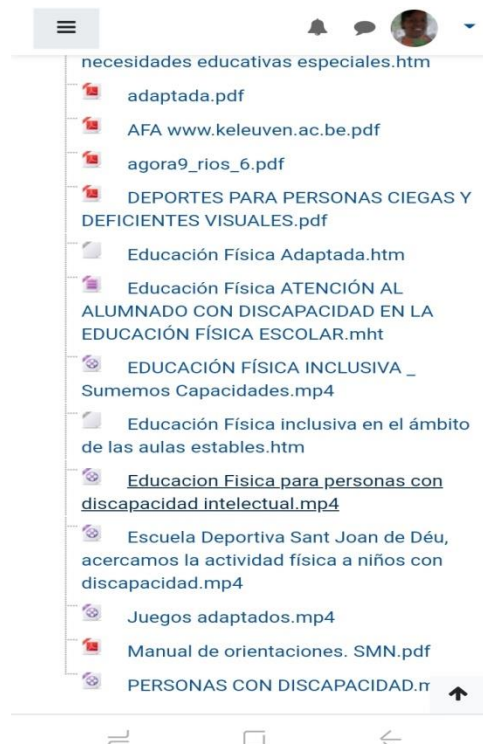 necesidades educativas especiales.htm
adaptada.pdf
AFA www.keleuven.ac.be.pdf
agora9_rios_6.pdf
DEPORTES PARA PERSONAS CIEGAS Y
DEFICIENTES VISUALES.pdf
Educación Física Adaptada.htm
Educación Física ATENCIÓN AL
ALUMNADO CON DISCAPACIDAD EN LA
EDUCACIÓN FÍSICA ESCOLAR.mht
EDUCACIÓN FÍSICA INCLUSIVA _
Sumemos Capacidades.mp4
Educación Física inclusiva en el ámbito
de las aulas estables.htm
Educacion Fisica para personas con
discapacidad intelectual.mp4
Escuela Deportiva Sant Joan de Déu,
acercamos la actividad física a niños con
discapacidad.mp4
Juegos adaptados.mp4
Manual de orientaciones. SMN.pdf
PERSONAS CON DISCAPACIDAD.m